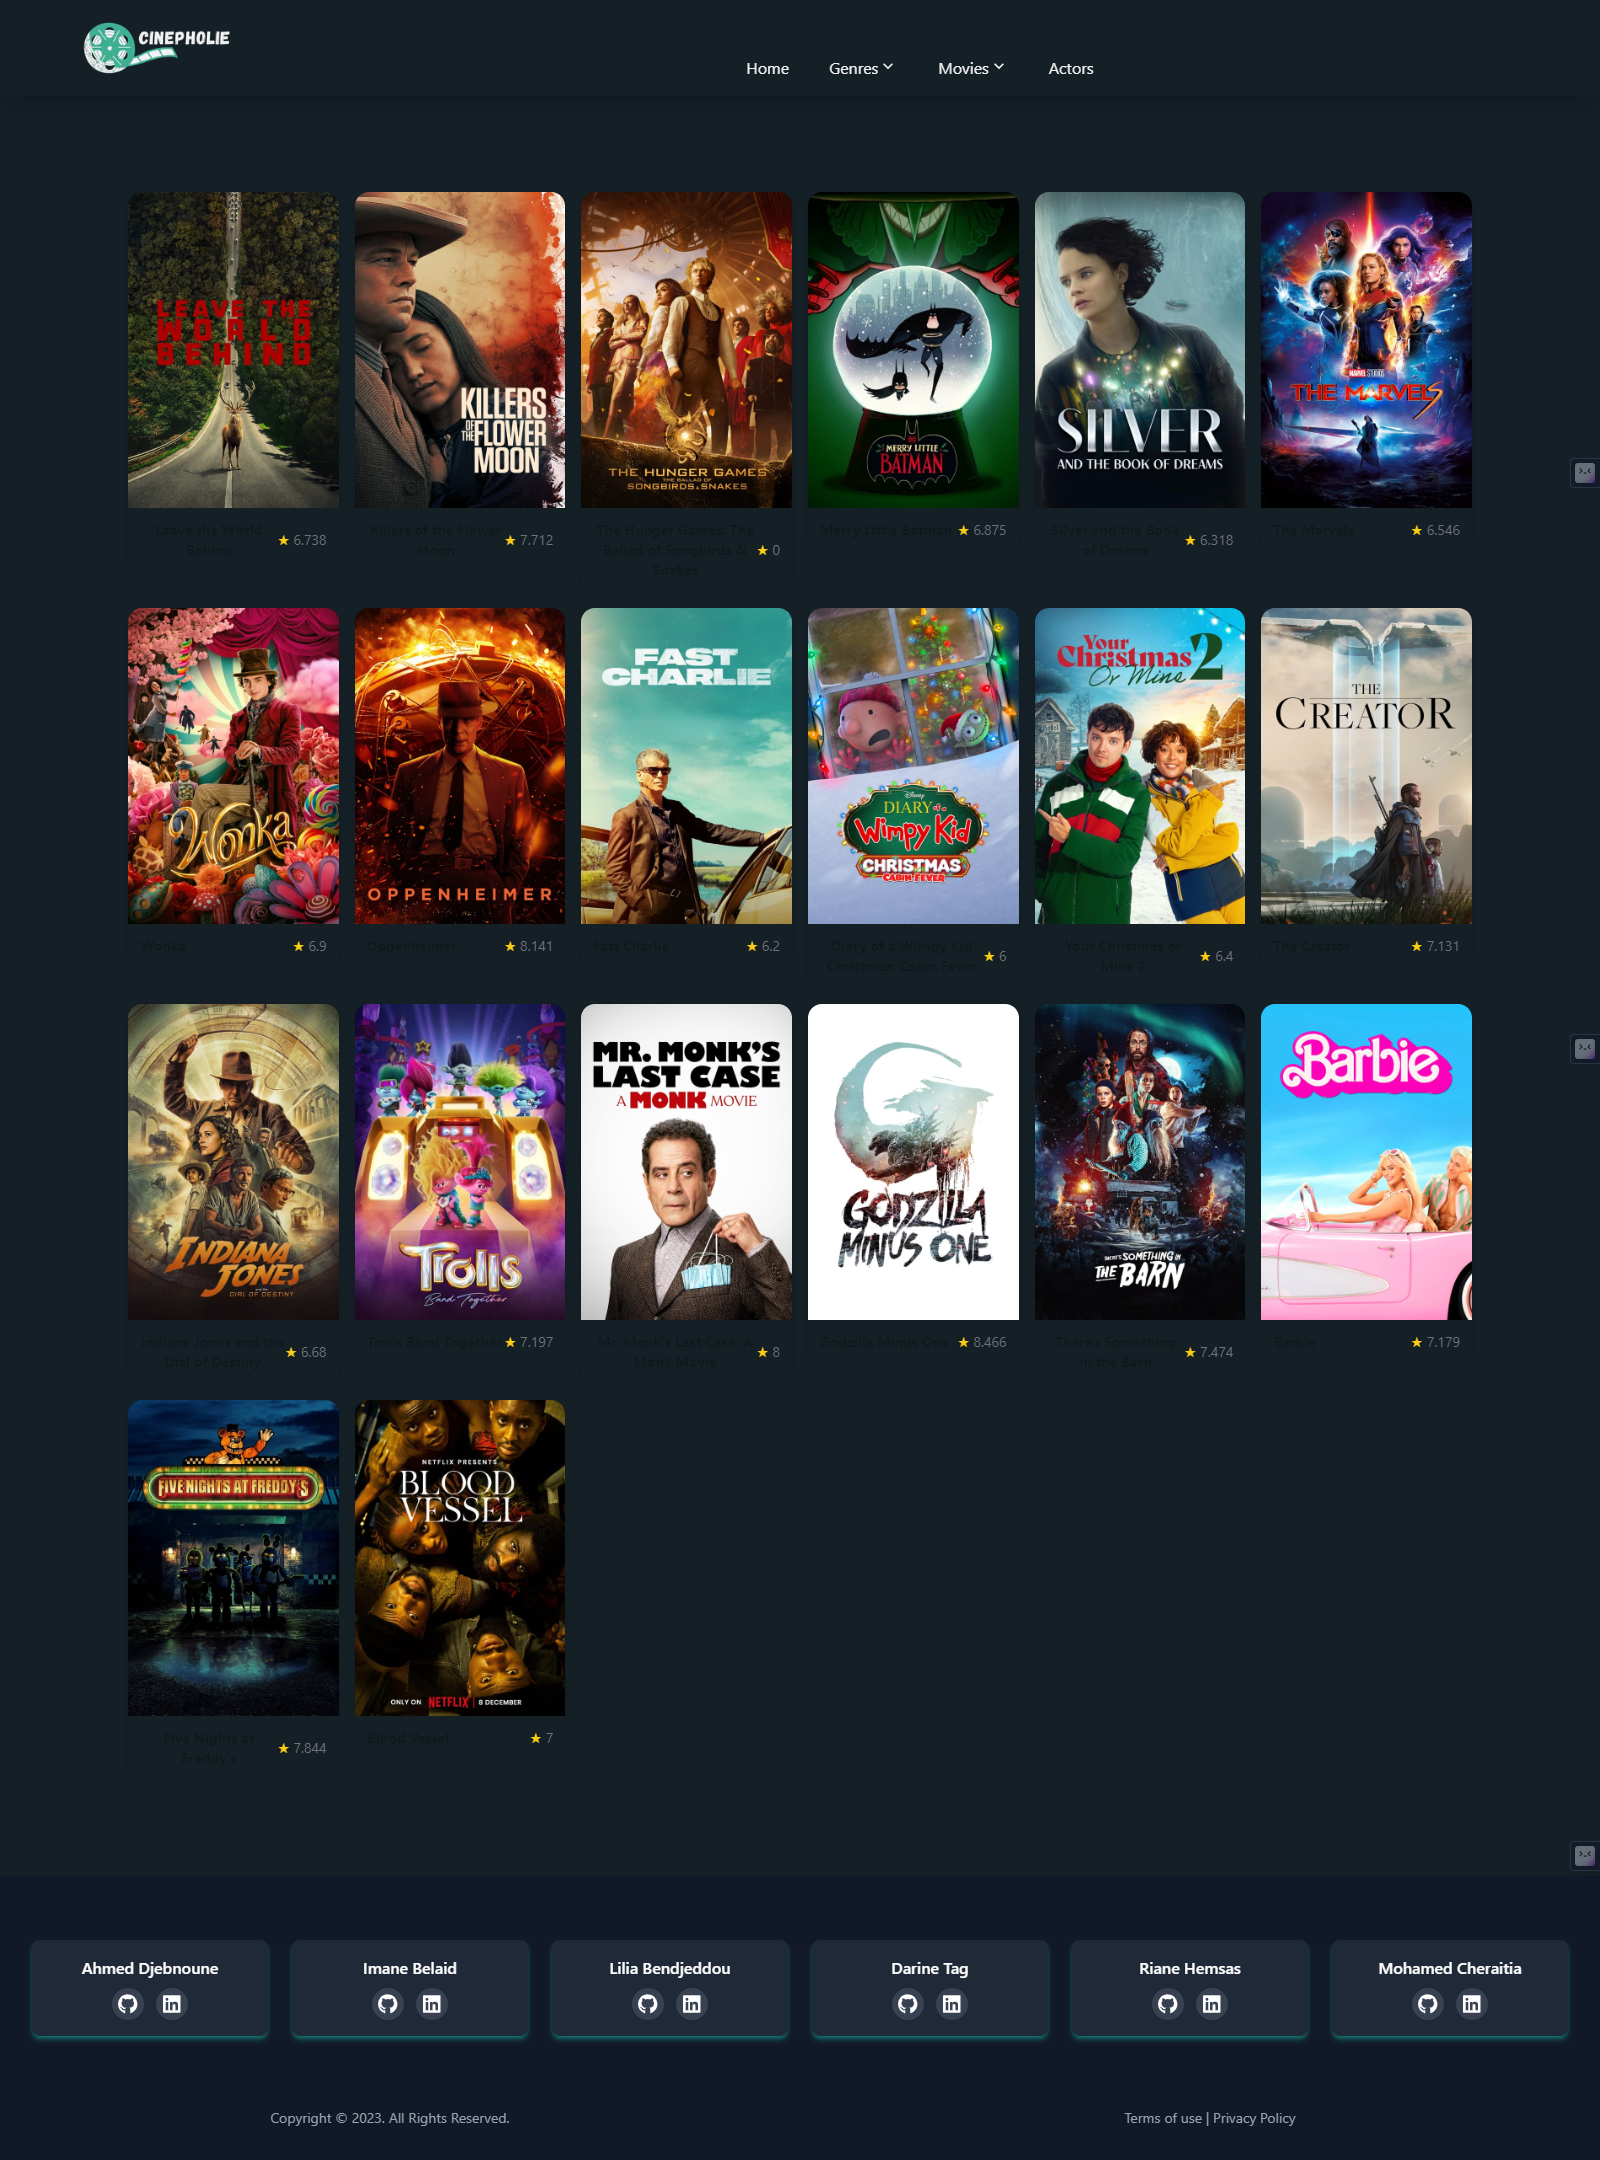 CINEPHOLIE
Home
Genres
Movies
Actors
LEAVE THE
WORLD
BEHIND
KILLERS
OF THE FLOWER
MOON
THE HUNGER GAMES
THE BALLAD OF
SONGBIRDS & SNAKES
DC
MERRY LITTLE
BATMAN
SILVER
AND THE BOOK OF DREAMS
MARVEL STUDIOS
THE MARVELS
Leave the World
Behind
★ 6.738
Killers of the Flower
Moon
★ 7.712
The Hunger Games: The
Ballad of Songbirds &
Snakes
★ 0
Merry Little Batman
★ 6.875
Silver and the Book
of Dreams
★ 6.318
The Marvels
★ 6.546
Wonka
OPPENHEIMER
FAST
CHARLIE
Disney
DIARY of a
Wimpy Kid
CHRISTMAS
CABIN FEVER
Your
Christmas 2
Or Mine
THE
CREATOR
Wonka
★ 6.9
Oppenheimer
★ 8.141
Fast Charlie
★ 6.2
Diary of a Wimpy Kid
Christmas: Cabin Fever
★ 6
Your Christmas or
Mine 2
★ 6.4
The Creator
★ 7.131
INDIANA
JONES
AND THE
DIAL OF DESTINY
Trolls
Band Together
MR. MONK'S
LAST CASE
A MONK MOVIE
GODZILLA
MINUS ONE
THERE'S SOMETHING IN
THE BARN
Barbie
Indiana Jones and the
Dial of Destiny
★ 6.68
Trolls Band Together
★ 7.197
Mr. Monk's Last Case: A
Monk Movie
★ 8
Godzilla Minus One
★ 8.466
There's Something
in the Barn
★ 7.474
Barbie
★ 7.179
FIVE NIGHTS AT FREDDY'S
NETFLIX PRESENTS
BLOOD
VESSEL
ONLY ON NETFLIX | 8 DECEMBER
Five Nights at
Freddy's
★ 7.844
Blood Vessel
★ 7
Ahmed Djebnoune
Imane Belaid
Lilia Bendjeddou
Darine Tag
Riane Hemsas
Mohamed Cheraitia
Copyright © 2023. All Rights Reserved.
Terms of use | Privacy Policy